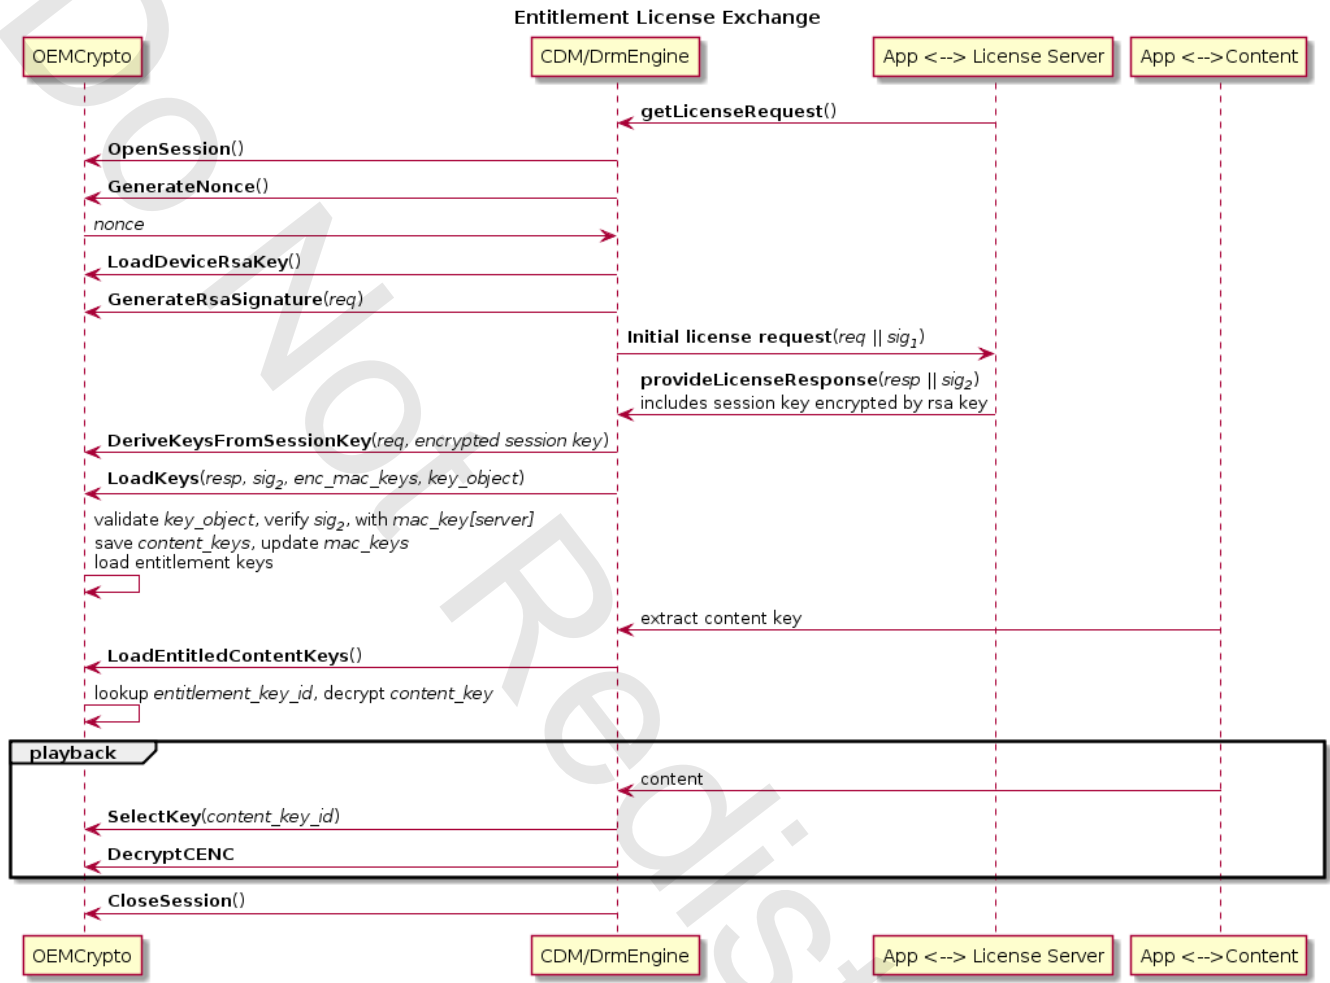 Entitlement License Exchange
OEMCrypto
CDM/DrmEngine
App <--> License Server
App <-->Content
getLicenseRequest()
OpenSession()
GenerateNonce()
nonce
LoadDeviceRsaKey()
GenerateRsaSignature(req)
Initial license request(req || sig1)
provideLicenseResponse(resp || sig2)
includes session key encrypted by rsa key
DeriveKeysFromSessionKey(req, encrypted session key)
LoadKeys(resp, sig2, enc_mac_keys, key_object)
validate key_object, verify sig2, with mac_key[server]
save content_keys, update mac_keys
load entitlement keys
extract content key
LoadEntitledContentKeys()
lookup entitlement_key_id, decrypt content_key
playback
content
SelectKey(content_key_id)
DecryptCENC
CloseSession()
OEMCrypto
CDM/DrmEngine
App <--> License Server
App <-->Content
Do Not Redist